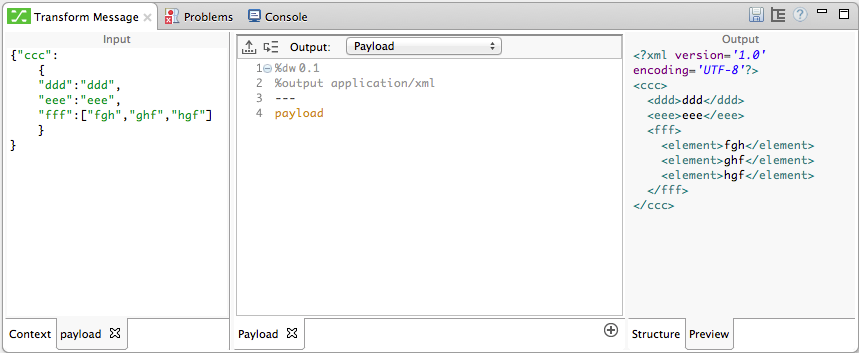 Transform Message Problems Console
Input
{"ccc":
{
"ddd":"ddd",
"eee":"eee",
"fff":["fgh","ghf","hgf"]
}
}
Context payload
Output: Payload
1 %dw 0.1
2 %output application/xml
3 ---
4 payload
Payload
Output
<?xml version='1.0'
encoding='UTF-8'?>
<ccc>
<ddd>ddd</ddd>
<eee>eee</eee>
<fff>
<element>fgh</element>
<element>ghf</element>
<element>hgf</element>
</fff>
</ccc>
Structure Preview